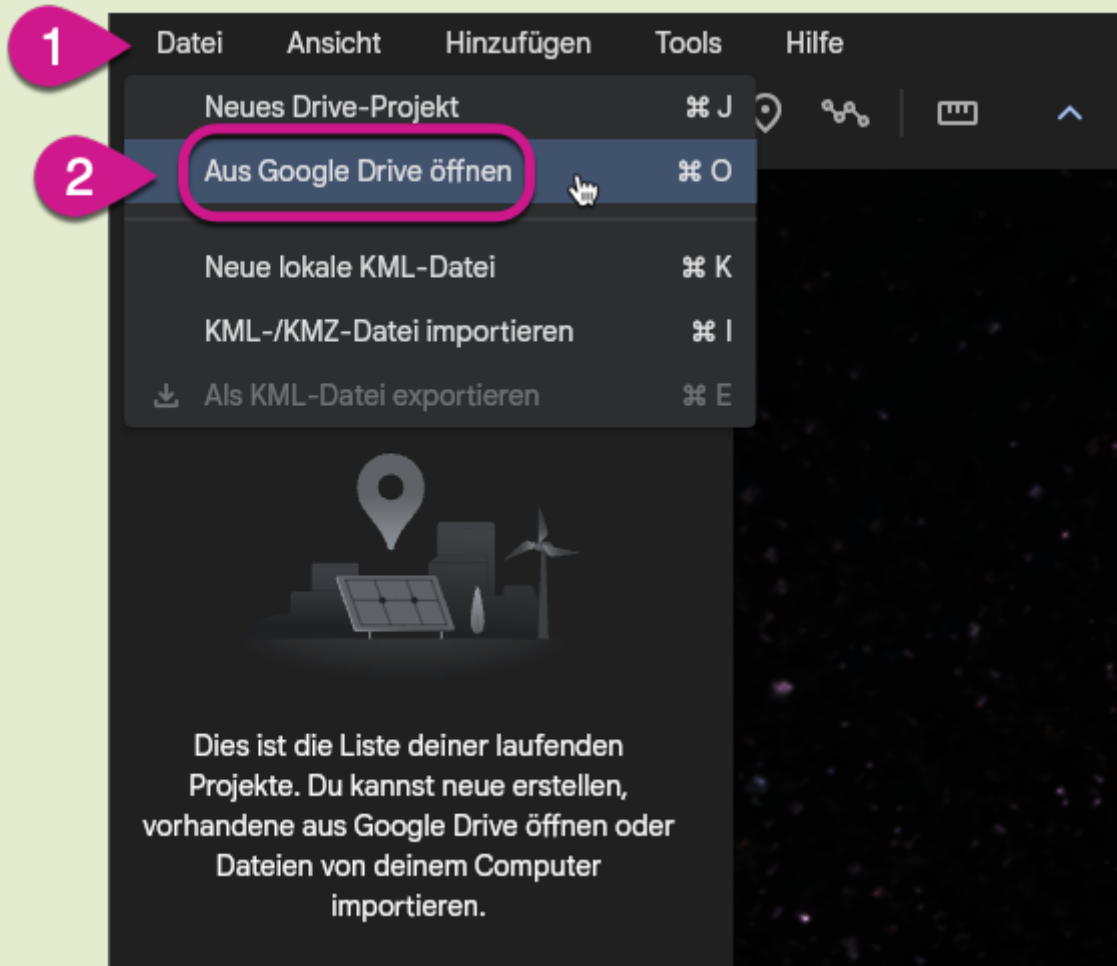 1
Datei Ansicht Hinzufügen Tools Hilfe
Neues Drive-Projekt ⌘ J
2
Aus Google Drive öffnen ⌘ O
Neue lokale KML-Datei ⌘ K
KML-/KMZ-Datei importieren ⌘ I
Als KML-Datei exportieren ⌘ E
Dies ist die Liste deiner laufenden
Projekte. Du kannst neue erstellen,
vorhandene aus Google Drive öffnen oder
Dateien von deinem Computer
importieren.